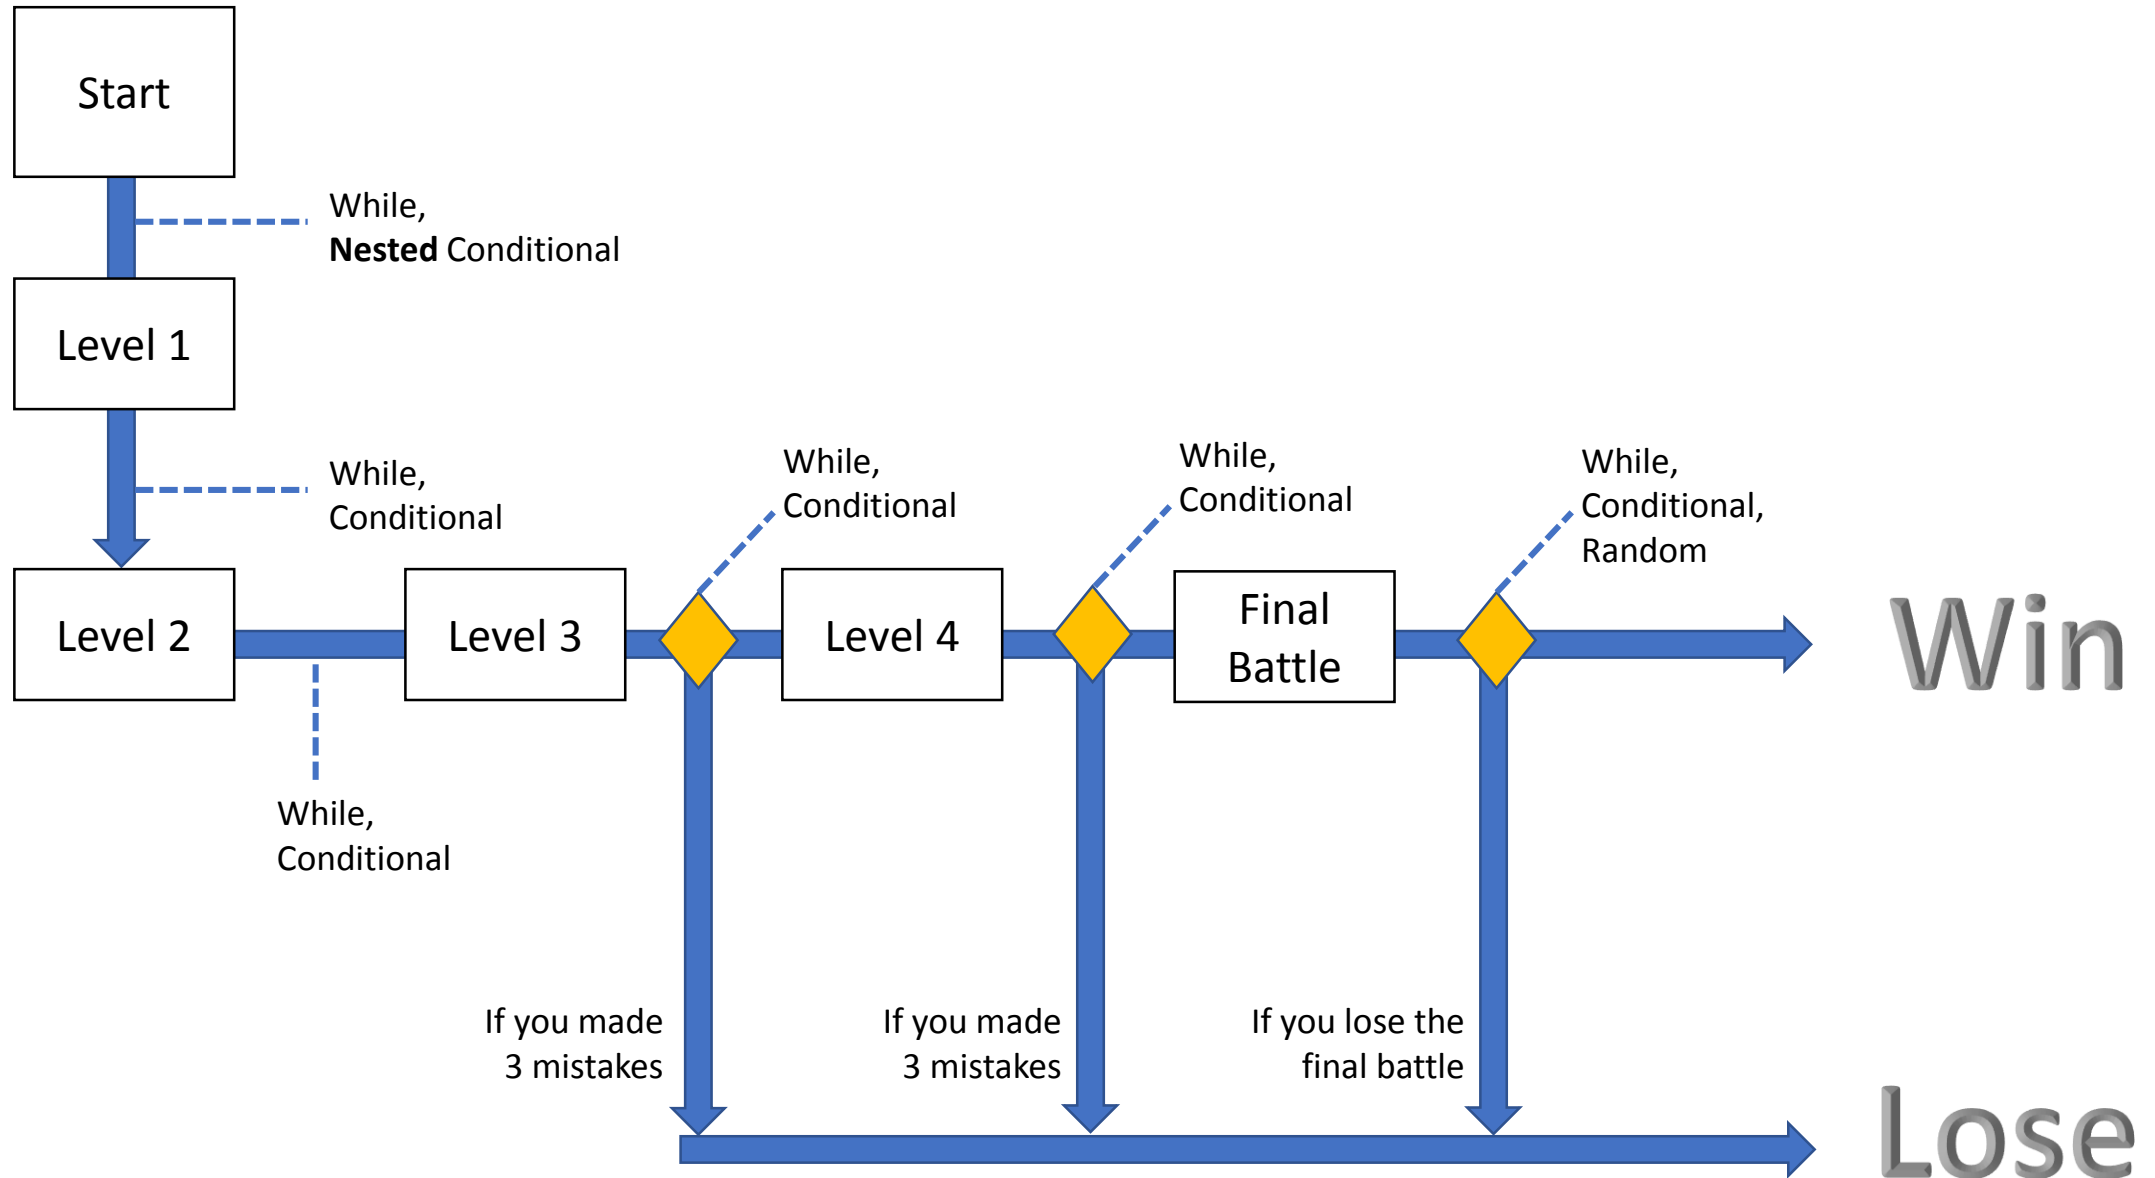 Start
While,
Nested Conditional
Level 1
While,
Conditional
While,
Conditional
While,
Conditional
While,
Conditional,
Random
Level 2
Level 3
Level 4
Final
Battle
Win
While,
Conditional
If you made
3 mistakes
If you made
3 mistakes
If you lose the
final battle
Lose